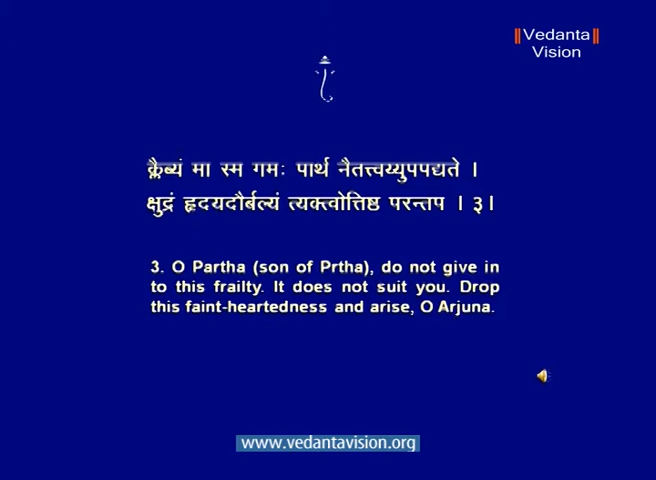 ||Vedanta||
Vision
क्लैब्यं मा स्म गमः पार्थ नैतत्त्वय्युपपद्यते ।
क्षुद्रं हृदयदौर्बल्यं त्यक्त्वोत्तिष्ठ परन्तप । ३।
3. O Partha (son of Prtha), do not give in
to this frailty. It does not suit you. Drop
this faint-heartedness and arise, O Arjuna.
www.vedantavision.org